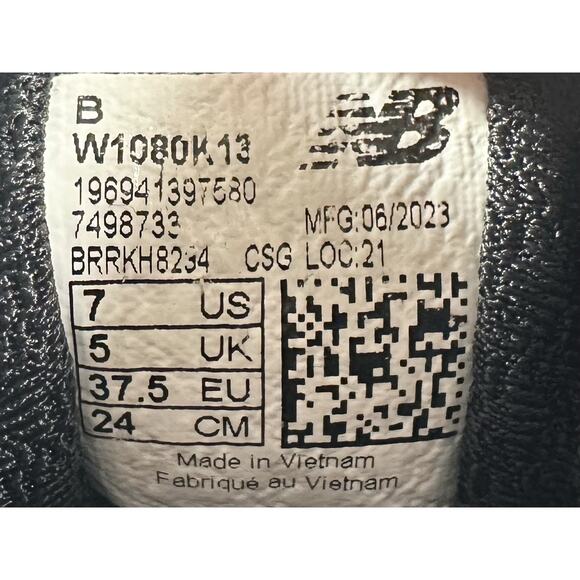 B
NB
W1080K13
196941397580
7498733 MFG:06/2023
BRRKH8234 CSG LOC:21
7 US
5 UK
37.5 EU
24 CM
Made in Vietnam
Fabriqué au Vietnam